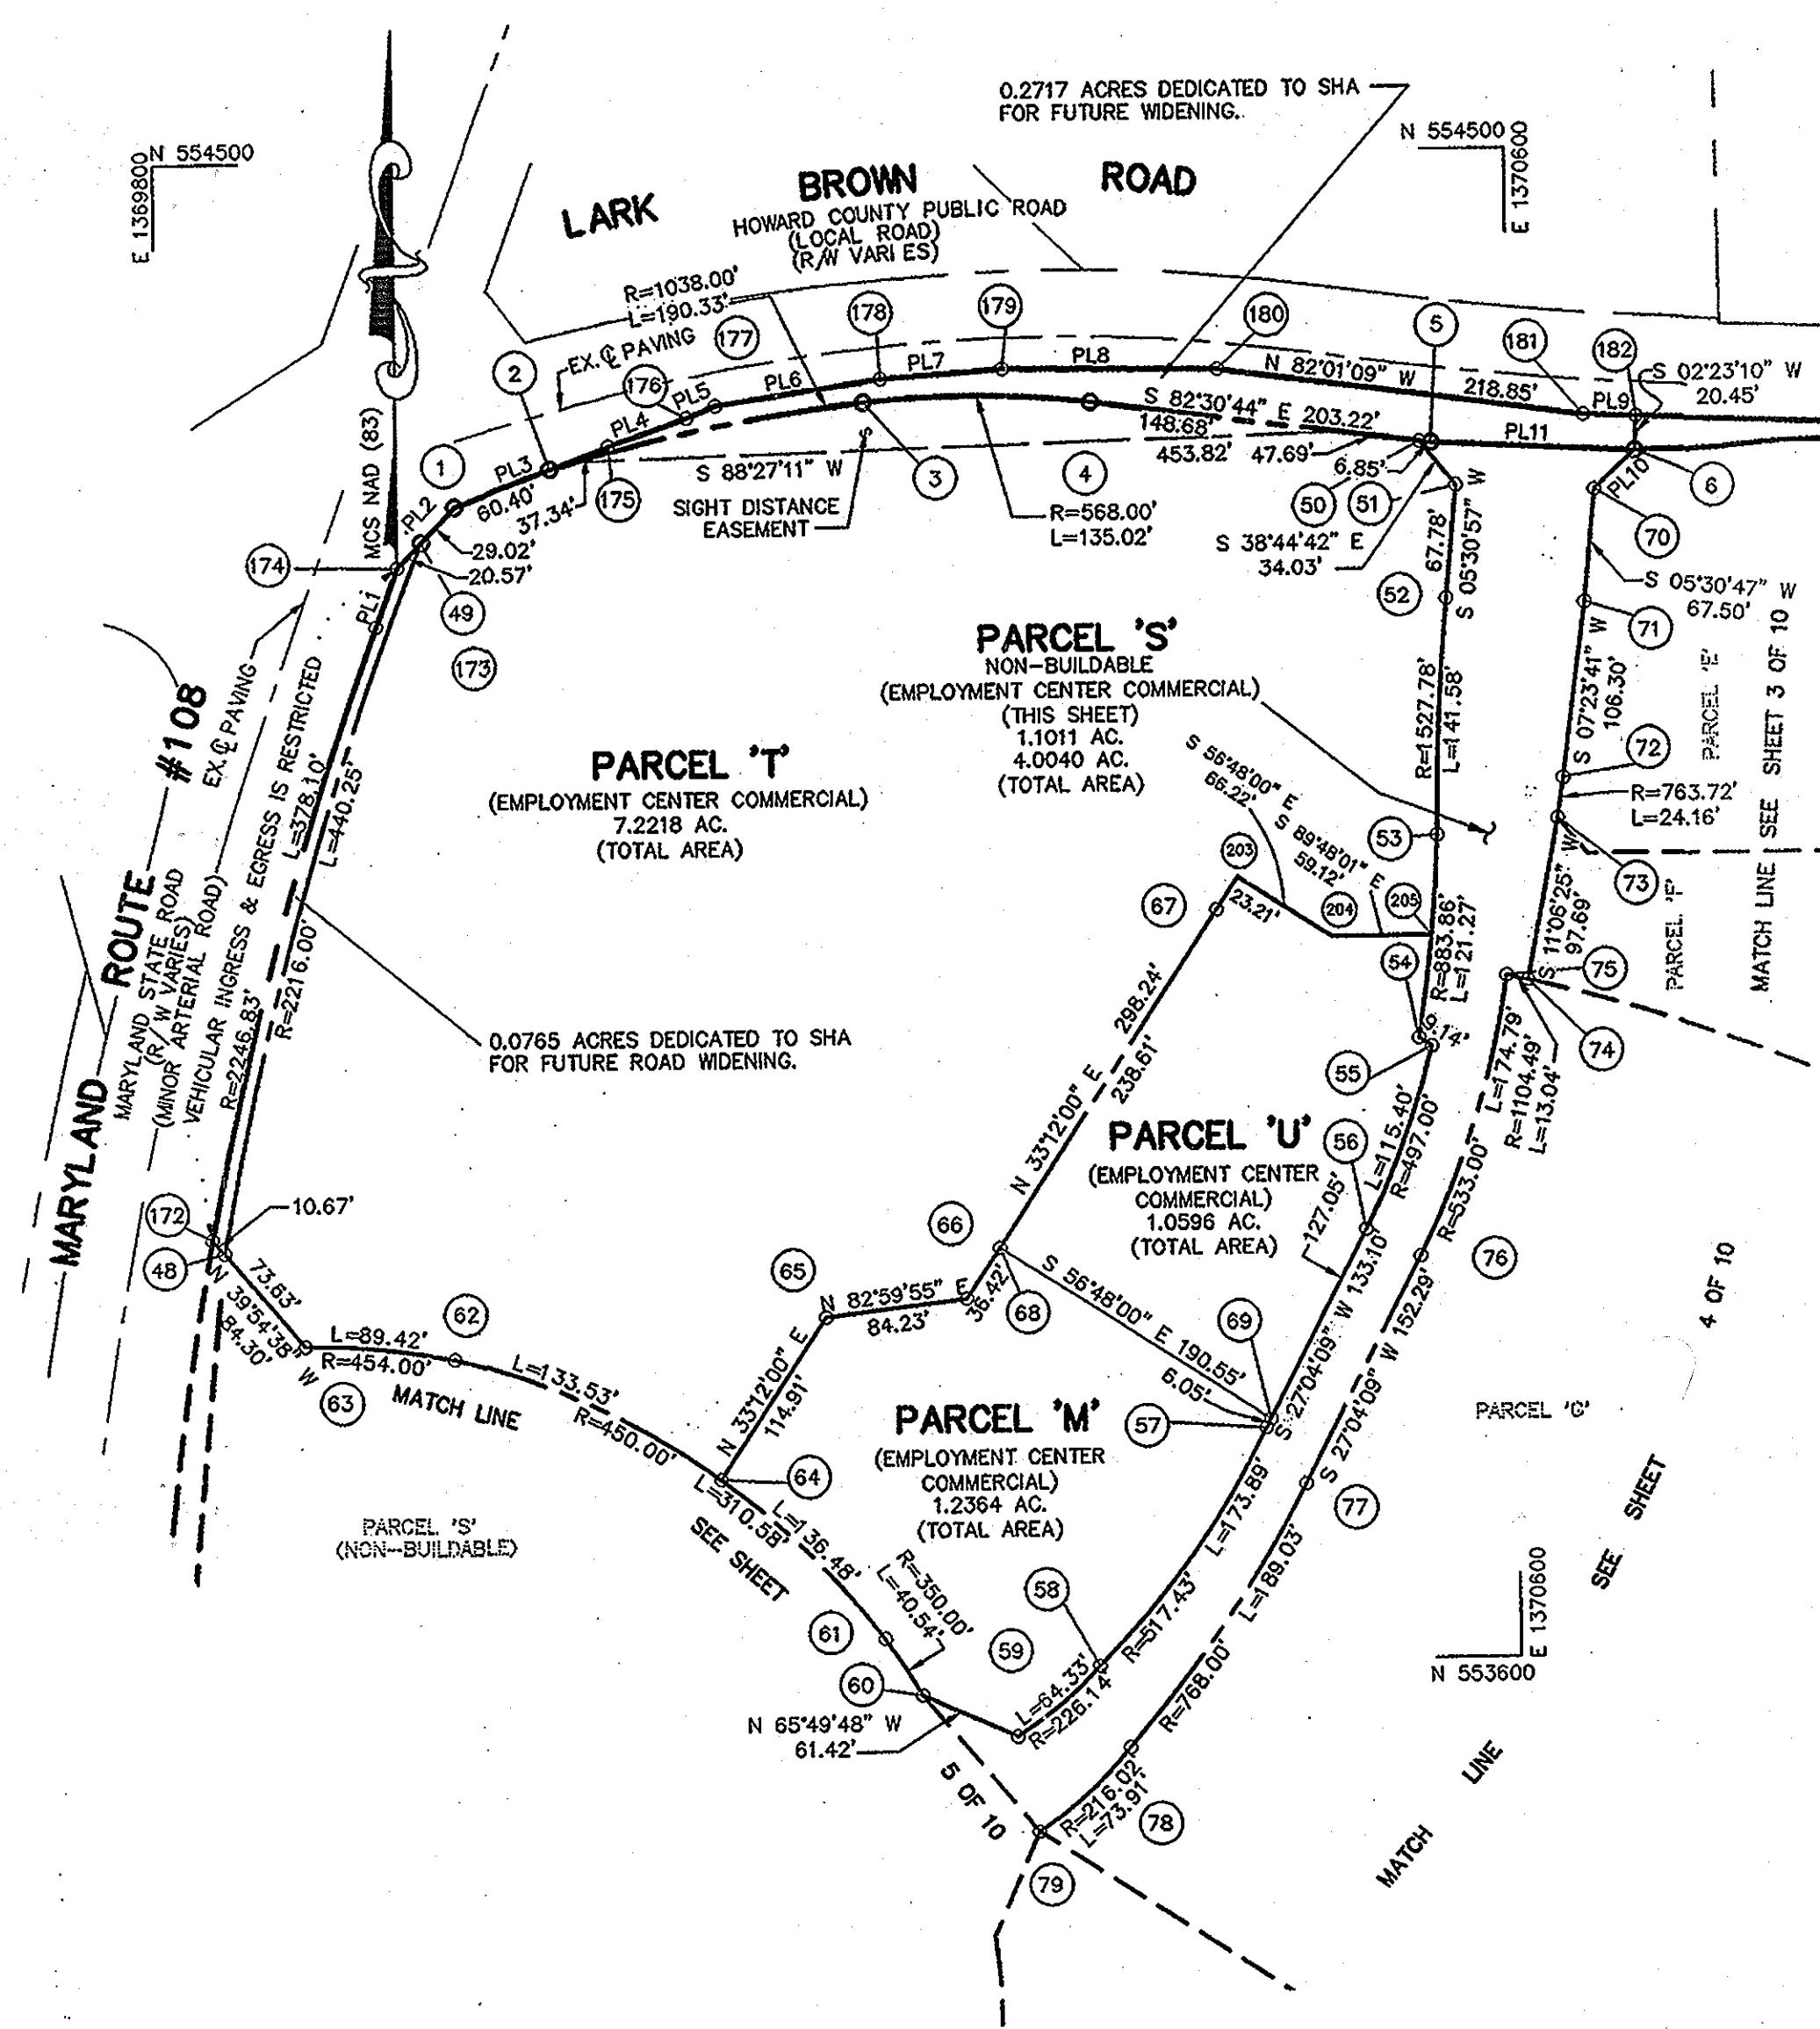 0.2717 ACRES DEDICATED TO SHA
FOR FUTURE WIDENING.
N 554500
E 1369800
N 554500
E 1370600
LARK BROWN ROAD
HOWARD COUNTY PUBLIC ROAD
(LOCAL ROAD)
(R/W VARIES)
R=1038.00'
L=190.33'
EX. ℄ PAVING
177
178
179
180
5
181
182
S 02°23'10" W
20.45'
2
176
PL5
PL6
PL7
PL8
N 82°01'09" W
218.85'
PL9
PL4
S 82°30'44" E 203.22'
148.68'
PL11
MCS NAD (83)
1
PL3
60.40'
37.34'
175
S 88°27'11" W
3
4
453.82'
47.69'
6.85'
50
51
PL10
6
70
PL2
SIGHT DISTANCE
EASEMENT
R=568.00'
L=135.02'
S 38°44'42" E
34.03'
67.78'
S 05°30'57" W
174
29.02'
20.57'
PL1
49
173
52
S 05°30'47" W
67.50'
71
PARCEL 'S'
NON-BUILDABLE
(EMPLOYMENT CENTER COMMERCIAL)
(THIS SHEET)
1.1011 AC.
4.0040 AC.
(TOTAL AREA)
R=1527.78'
L=141.58'
S 07°23'41" W
106.30'
PARCEL 'E'
MATCH LINE SEE SHEET 3 OF 10
72
R=763.72'
L=24.16'
73
MARYLAND ROUTE #108
EX. ℄ PAVING
MARYLAND STATE ROAD
(R/W VARIES)
(MINOR ARTERIAL ROAD)
VEHICULAR INGRESS & EGRESS IS RESTRICTED
L=378.10'
L=440.25'
R=2246.83'
R=2216.00'
PARCEL 'T'
(EMPLOYMENT CENTER COMMERCIAL)
7.2218 AC.
(TOTAL AREA)
S 56°48'00" E
66.22'
S 89°48'01" E
59.12'
53
203
67
23.21'
204
205
54
R=883.86'
L=121.27'
S 11°06'25" W
97.69'
75
PARCEL 'F'
74
0.0765 ACRES DEDICATED TO SHA
FOR FUTURE ROAD WIDENING.
298.24'
N 33°12'00" E
238.61'
9.14'
55
L=174.79'
R=1104.49'
L=13.04'
PARCEL 'U'
(EMPLOYMENT CENTER
COMMERCIAL)
1.0596 AC.
(TOTAL AREA)
56
L=115.40'
R=497.00'
R=533.00'
127.05'
172
10.67'
48
73.63'
N 39°54'38" W
84.30'
66
65
N 82°59'55" E
84.23'
36.42'
68
S 56°48'00" E 190.55'
69
6.05'
S 27°04'09" W 133.10'
S 27°04'09" W 152.29'
76
4 OF 10
62
L=89.42'
R=454.00'
63
MATCH LINE
L=133.53'
R=450.00'
N 33°12'00" E
114.91'
64
PARCEL 'M'
(EMPLOYMENT CENTER
COMMERCIAL)
1.2364 AC.
(TOTAL AREA)
57
77
PARCEL 'G'
PARCEL 'S'
(NON-BUILDABLE)
L=310.58'
L=136.48'
SEE SHEET
R=350.00'
L=40.54'
L=173.89'
R=517.43'
L=189.03'
R=768.00'
SEE SHEET
58
61
59
60
N 65°49'48" W
61.42'
L=64.33'
R=226.14'
E 1370600
N 553600
5 OF 10
R=216.02'
L=73.91'
78
79
MATCH LINE